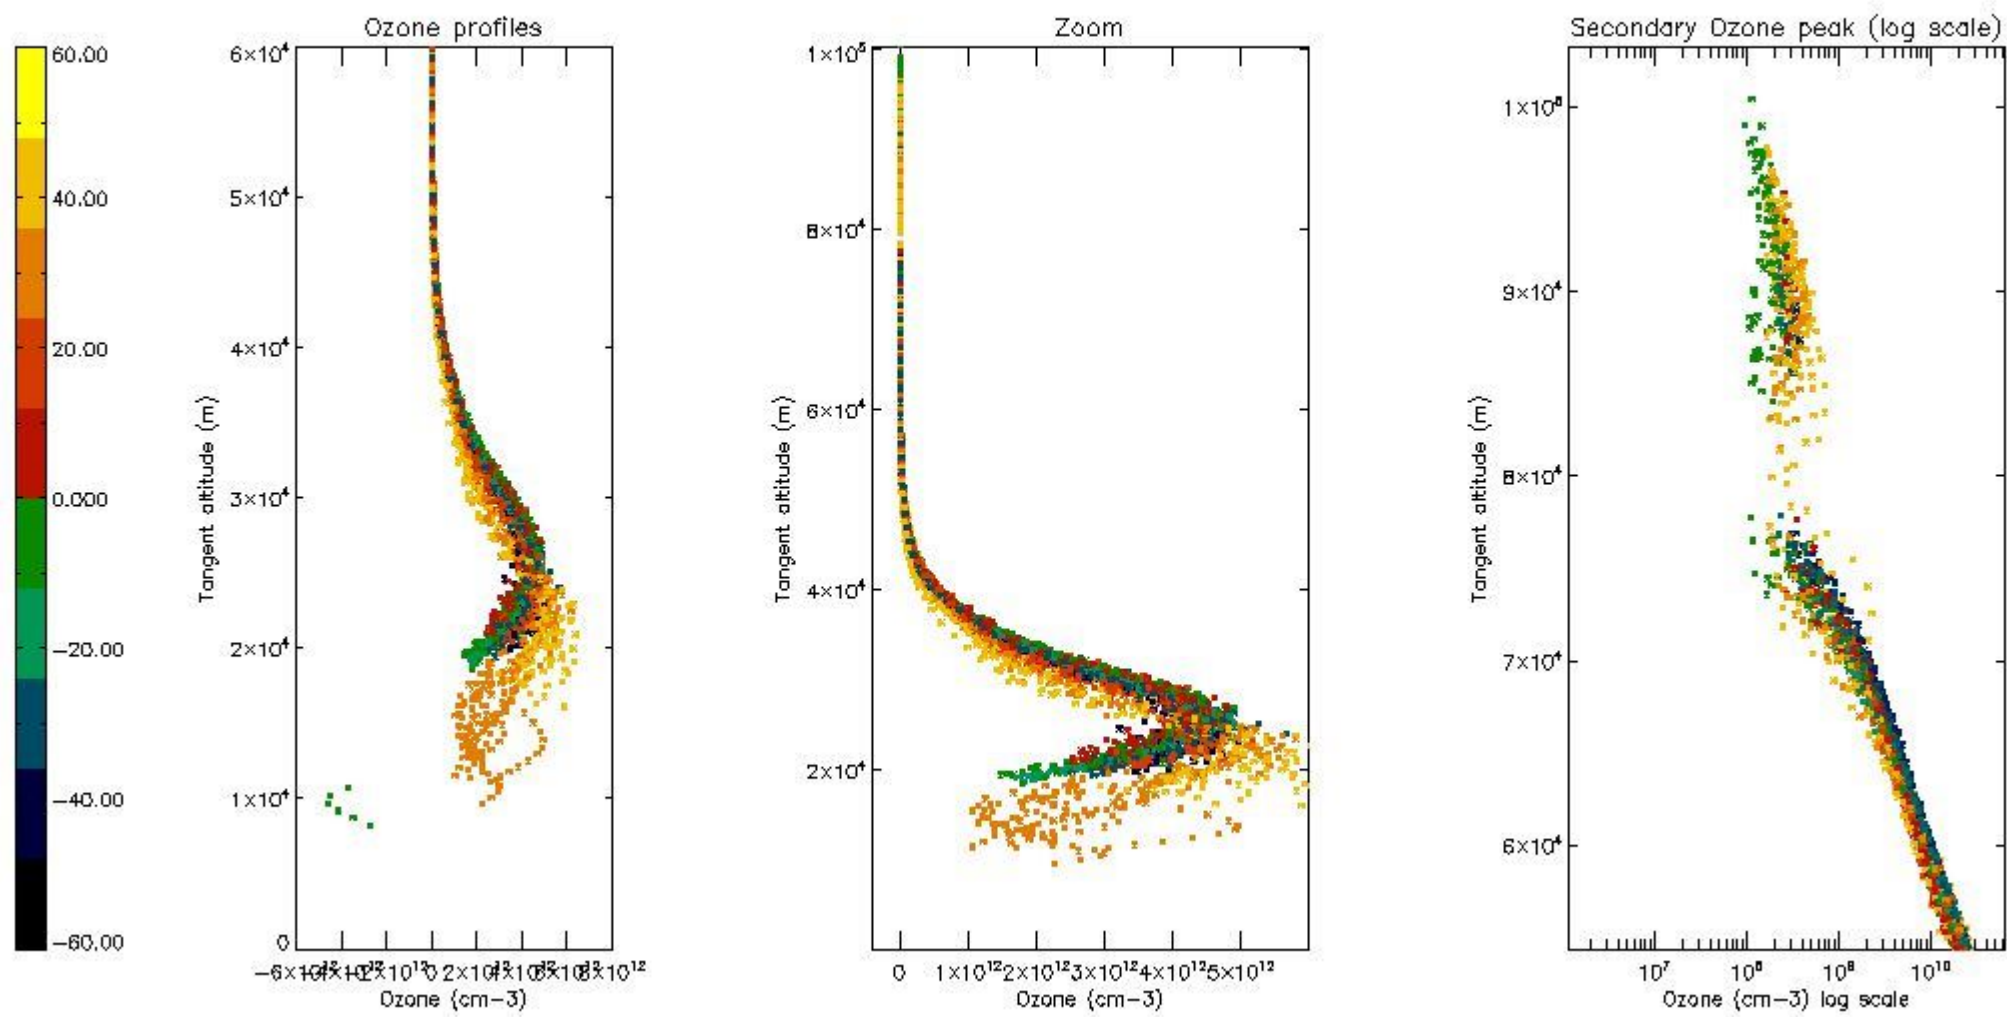 Ozone profiles
Zoom
Secondary Ozone peak (log scale)
60.00
40.00
20.00
0.000
-20.00
-40.00
-60.00
6×10⁴
5×10⁴
4×10⁴
3×10⁴
2×10⁴
1×10⁴
0
Tangent altitude (m)
0
Ozone (cm-3)
1×10⁵
8×10⁴
6×10⁴
4×10⁴
2×10⁴
Tangent altitude (m)
0 1×10¹² 2×10¹² 3×10¹² 4×10¹² 5×10¹²
Ozone (cm-3)
9×10⁴
8×10⁴
7×10⁴
6×10⁴
Tangent altitude (m)
10⁷ 10⁸ 10⁹ 10¹⁰
Ozone (cm-3) log scale